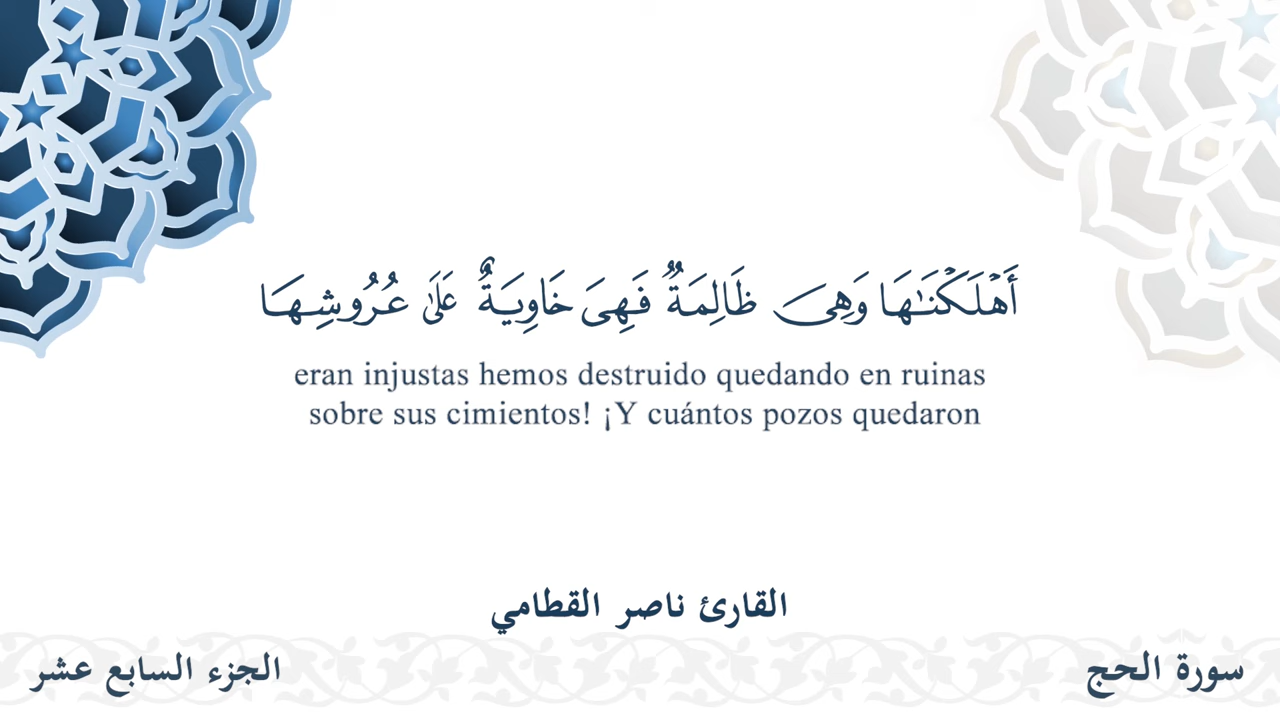 أَهْلَكْنَـٰهَا وَهِىَ ظَالِمَةٌ فَهِىَ خَاوِيَةٌ عَلَىٰ عُرُوشِهَا
eran injustas hemos destruido quedando en ruinas
sobre sus cimientos! ¡Y cuántos pozos quedaron
القارئ ناصر القطامي
سورة الحج
الجزء السابع عشر